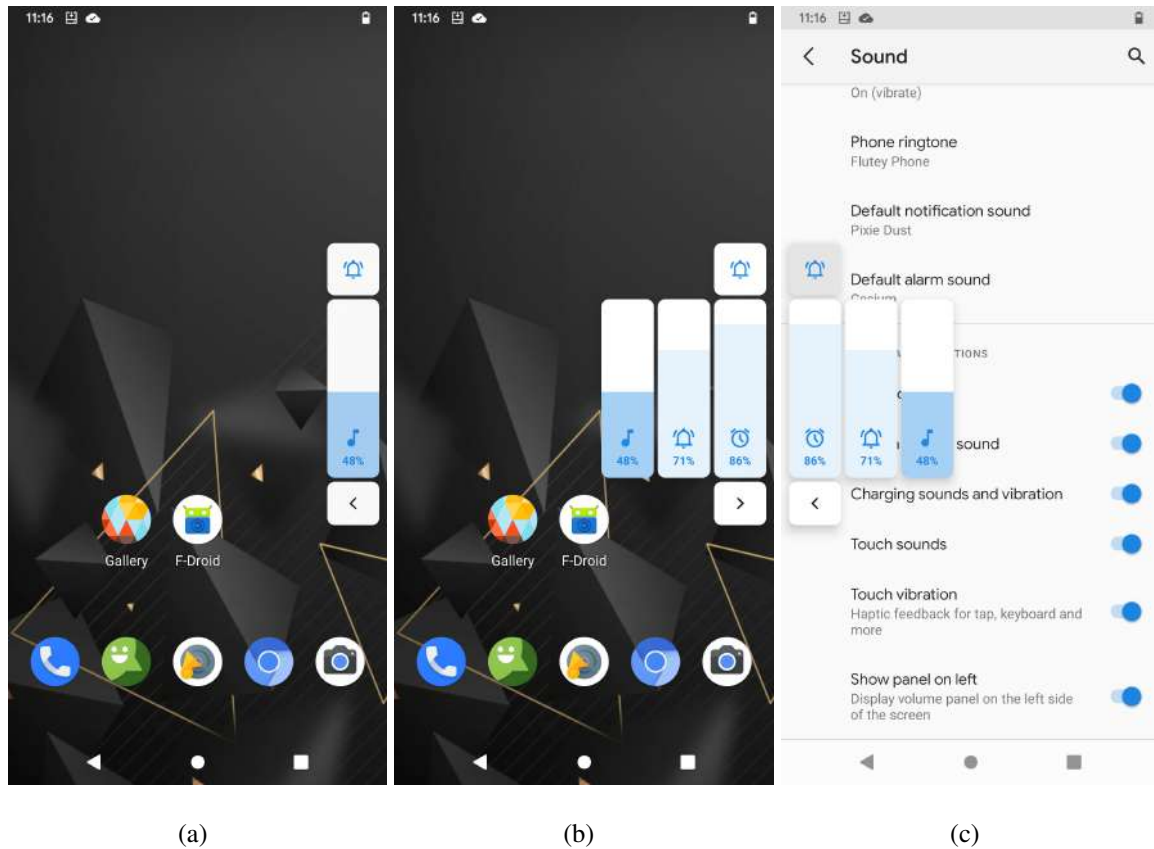 11:16
48%
Gallery F-Droid
(a)
11:16
48% 71% 86%
Gallery F-Droid
(b)
11:16
Sound
On (vibrate)
Phone ringtone
Flutey Phone
Default notification sound
Pixie Dust
Default alarm sound
TIONS
86% 71% 48%
sound
Charging sounds and vibration
Touch sounds
Touch vibration
Haptic feedback for tap, keyboard and
more
Show panel on left
Display volume panel on the left side
of the screen
(c)